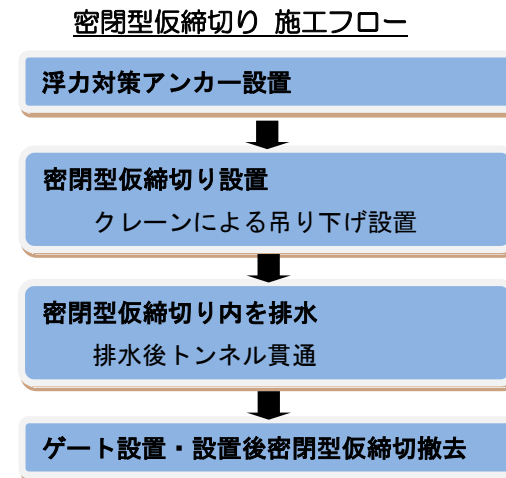 密閉型仮締切り 施工フロー
浮力対策アンカー設置
密閉型仮締切り設置
クレーンによる吊り下げ設置
密閉型仮締切り内を排水
排水後トンネル貫通
ゲート設置・設置後密閉型仮締切撤去